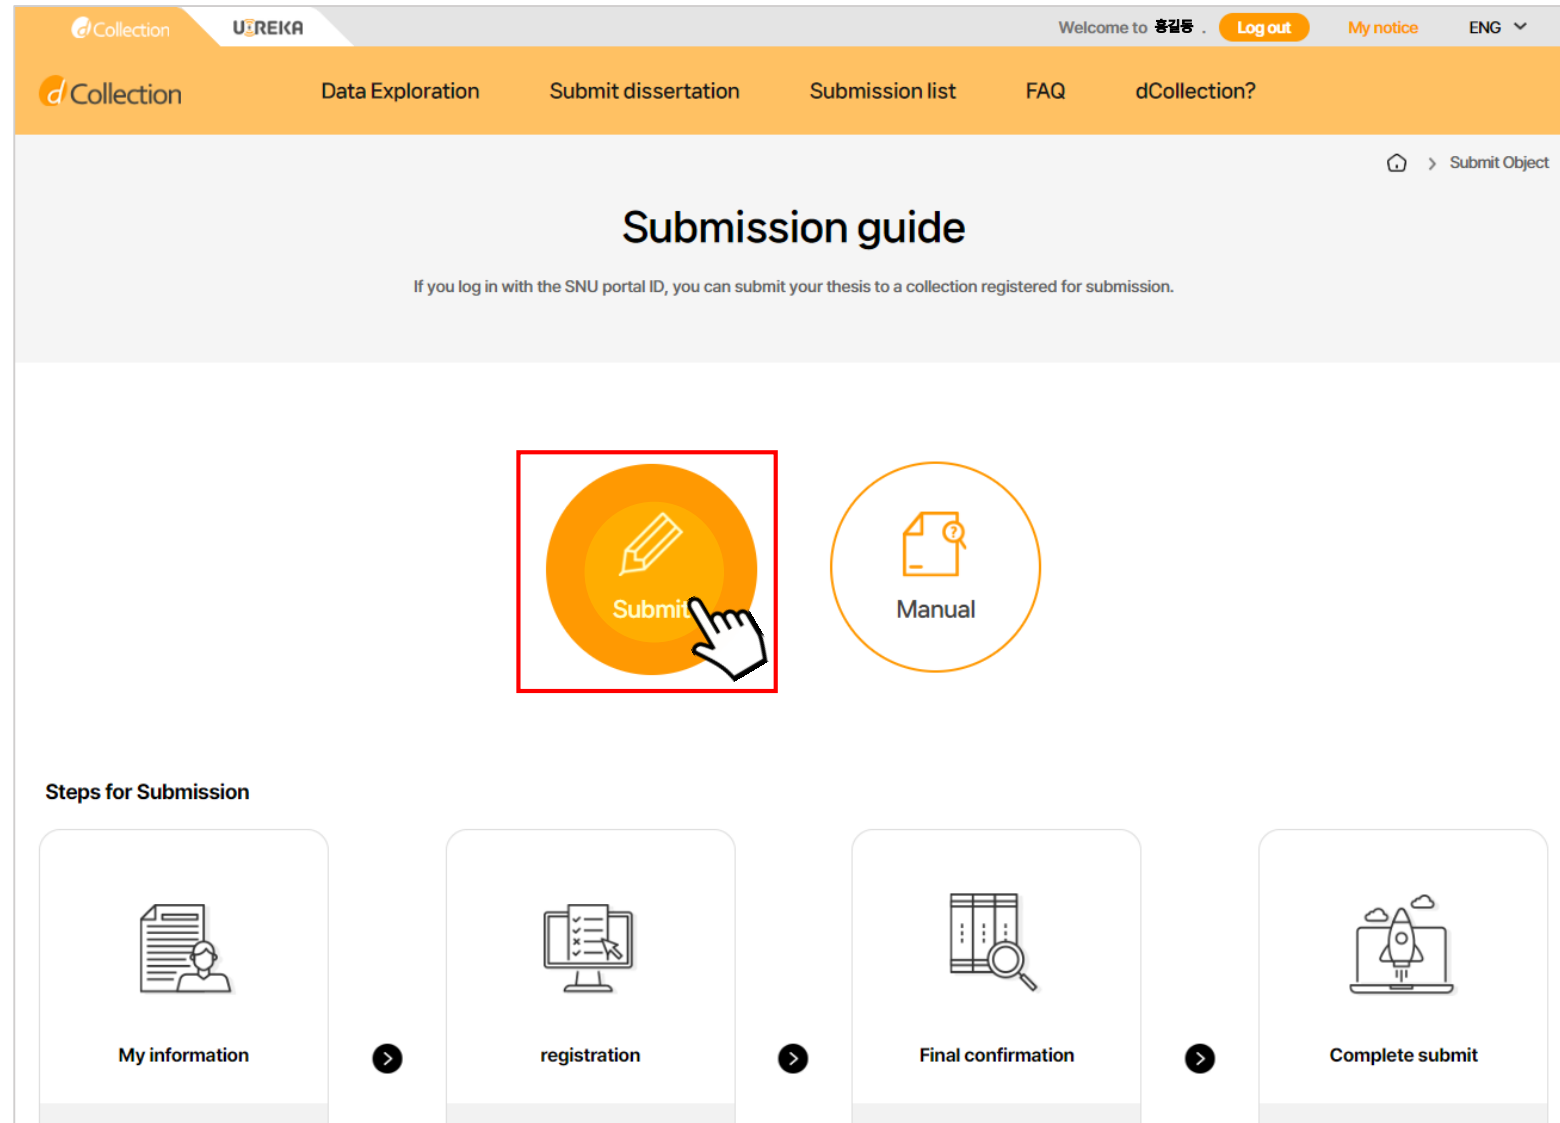 dCollection
UREKA
Welcome to 홍길동 . Log out My notice ENG
dCollection Data Exploration Submit dissertation Submission list FAQ dCollection?
Submit Object
Submission guide
If you log in with the SNU portal ID, you can submit your thesis to a collection registered for submission.
Submit
Manual
Steps for Submission
My information
registration
Final confirmation
Complete submit